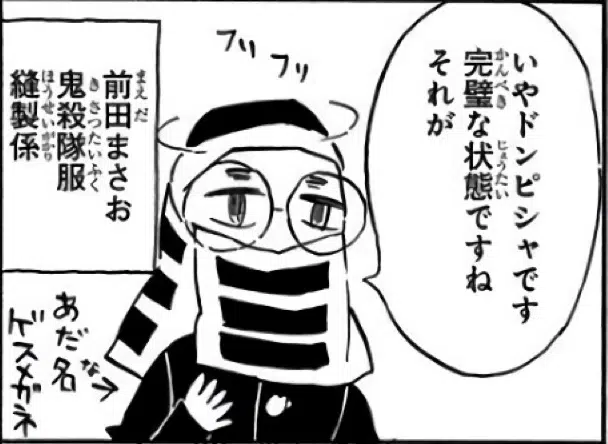 いやドンピシャです
完璧な状態ですね
それが
フリ
フリ
前田まさお
鬼殺隊服
縫製係
あだ名
ゲスメガネ